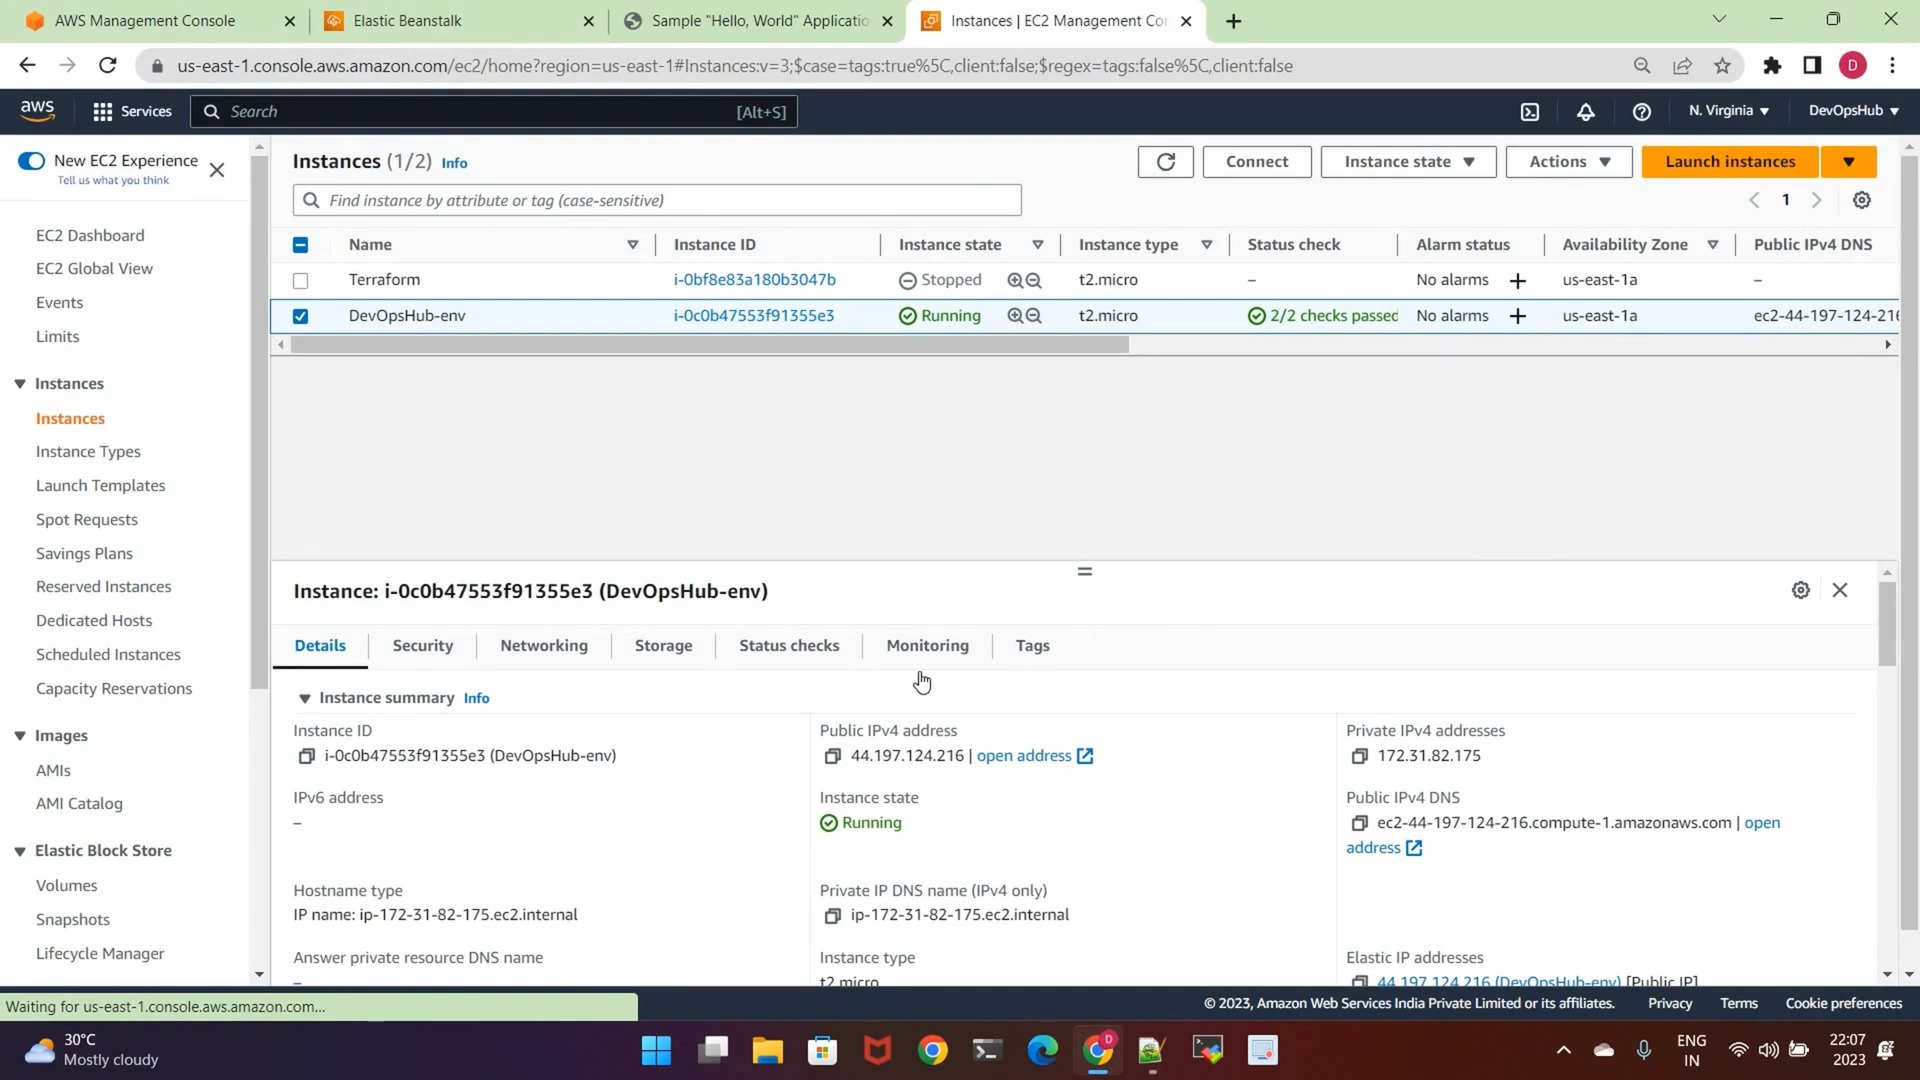 AWS Management Console
Elastic Beanstalk
Sample "Hello, World" Applicatio
Instances | EC2 Management Cor
us-east-1.console.aws.amazon.com/ec2/home?region=us-east-1#Instances:v=3;$case=tags:true%5C,client:false;$regex=tags:false%5C,client:false
D
aws
Services
Search
[Alt+S]
N. Virginia
DevOpsHub
New EC2 Experience
Tell us what you think
EC2 Dashboard
EC2 Global View
Events
Limits
Instances
Instances
Instance Types
Launch Templates
Spot Requests
Savings Plans
Reserved Instances
Dedicated Hosts
Scheduled Instances
Capacity Reservations
Images
AMIs
AMI Catalog
Elastic Block Store
Volumes
Snapshots
Lifecycle Manager
Instances (1/2) Info
Connect
Instance state
Actions
Launch instances
Find instance by attribute or tag (case-sensitive)
1
Name Instance ID Instance state Instance type Status check Alarm status Availability Zone Public IPv4 DNS
Terraform i-0bf8e83a180b3047b Stopped t2.micro – No alarms + us-east-1a –
DevOpsHub-env i-0c0b47553f91355e3 Running t2.micro 2/2 checks passed No alarms + us-east-1a ec2-44-197-124-216
Instance: i-0c0b47553f91355e3 (DevOpsHub-env)
Details Security Networking Storage Status checks Monitoring Tags
Instance summary Info
Instance ID
i-0c0b47553f91355e3 (DevOpsHub-env)
Public IPv4 address
44.197.124.216 | open address
Private IPv4 addresses
172.31.82.175
IPv6 address
–
Instance state
Running
Public IPv4 DNS
ec2-44-197-124-216.compute-1.amazonaws.com | open
address
Hostname type
IP name: ip-172-31-82-175.ec2.internal
Private IP DNS name (IPv4 only)
ip-172-31-82-175.ec2.internal
Answer private resource DNS name
–
Instance type
t2.micro
Elastic IP addresses
44.197.124.216 (DevOpsHub-env) [Public IP]
Waiting for us-east-1.console.aws.amazon.com...
© 2023, Amazon Web Services India Private Limited or its affiliates.
Privacy
Terms
Cookie preferences
30°C
Mostly cloudy
D
ENG
IN
22:07
2023